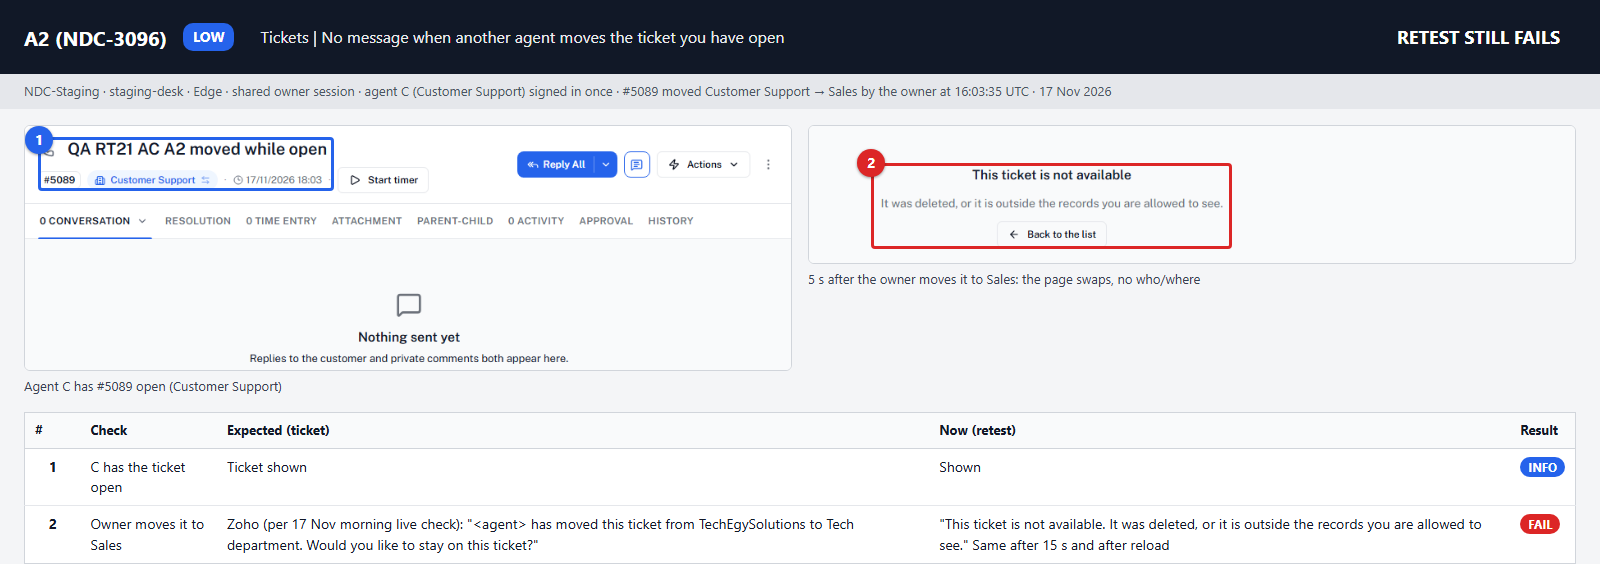 A2 (NDC-3096) LOW Tickets | No message when another agent moves the ticket you have open RETEST STILL FAILS
NDC-Staging · staging-desk · Edge · shared owner session · agent C (Customer Support) signed in once · #5089 moved Customer Support → Sales by the owner at 16:03:35 UTC · 17 Nov 2026
1
QA RT21 AC A2 moved while open
#5089 Customer Support · 17/11/2026 18:03 · Start timer
Reply All Actions
0 CONVERSATION RESOLUTION 0 TIME ENTRY ATTACHMENT PARENT-CHILD 0 ACTIVITY APPROVAL HISTORY
Nothing sent yet
Replies to the customer and private comments both appear here.
Agent C has #5089 open (Customer Support)
2
This ticket is not available
It was deleted, or it is outside the records you are allowed to see.
← Back to the list
5 s after the owner moves it to Sales: the page swaps, no who/where
# Check Expected (ticket) Now (retest) Result
1 C has the ticket open Ticket shown Shown INFO
2 Owner moves it to Sales Zoho (per 17 Nov morning live check): "<agent> has moved this ticket from TechEgySolutions to Tech department. Would you like to stay on this ticket?" "This ticket is not available. It was deleted, or it is outside the records you are allowed to see." Same after 15 s and after reload FAIL